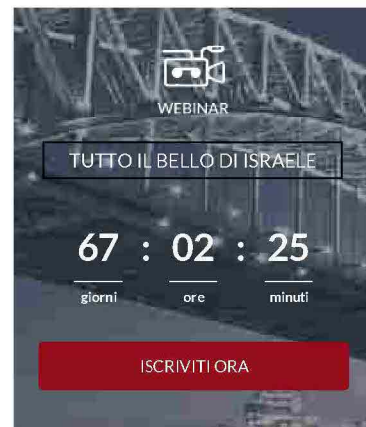 WEBINAR
TUTTO IL BELLO DI ISRAELE
67 : 02 : 25
giorni ore minuti
ISCRIVITI ORA